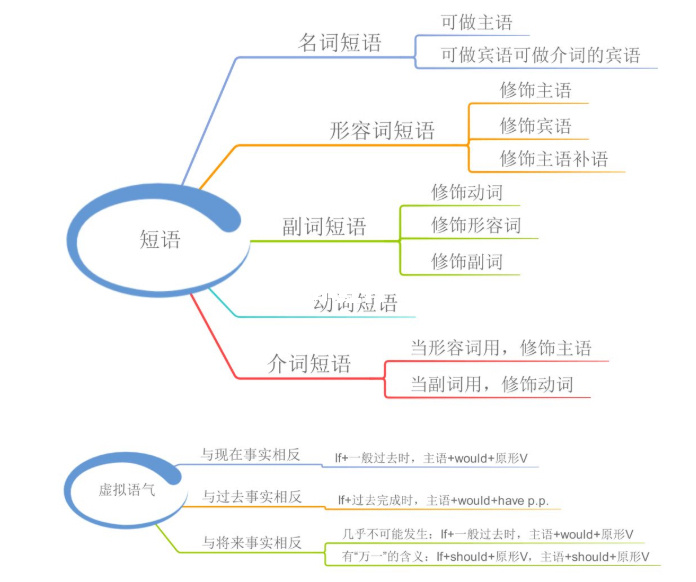 名词短语
可做主语
可做宾语可做介词的宾语
形容词短语
修饰主语
修饰宾语
修饰主语补语
短语
副词短语
修饰动词
修饰形容词
修饰副词
动词短语
介词短语
当形容词用，修饰主语
当副词用，修饰动词
虚拟语气
与现在事实相反
If+一般过去时，主语+would+原形V
与过去事实相反
If+过去完成时，主语+would+have p.p.
与将来事实相反
几乎不可能发生：If+一般过去时，主语+would+原形V
有“万一”的含义：If+should+原形V，主语+should+原形V